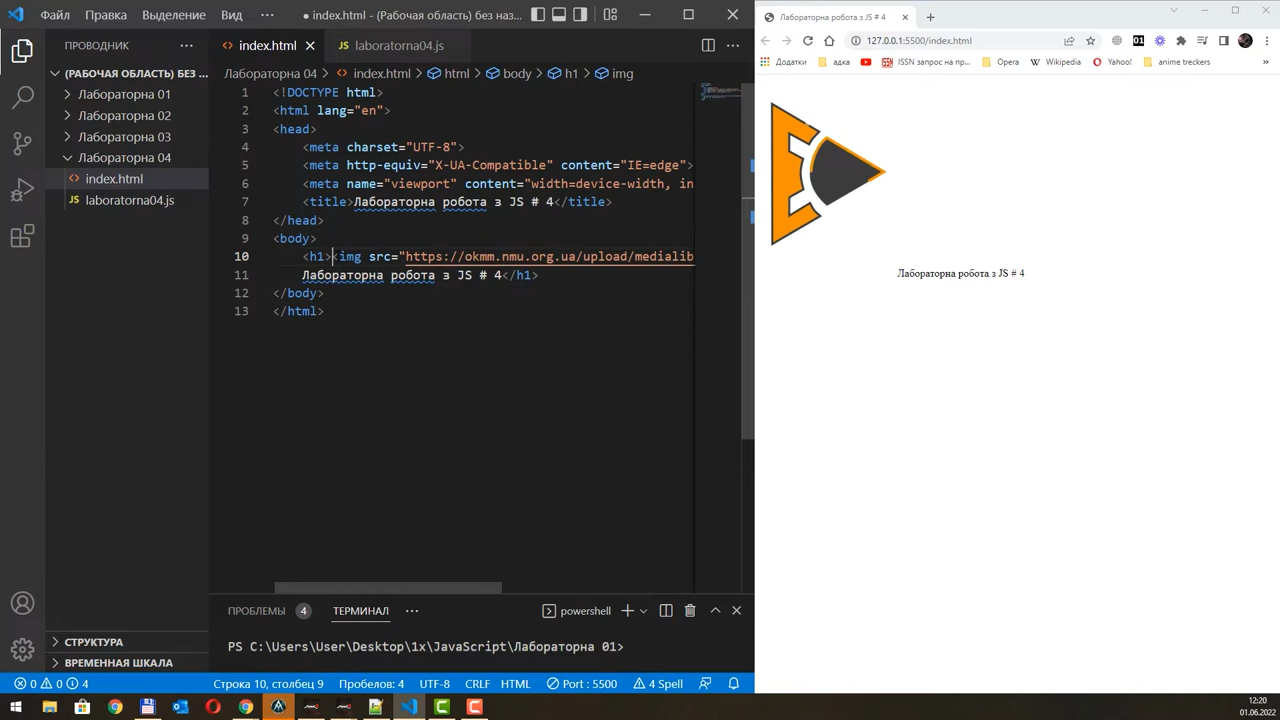 Файл
Правка
Выделение
Вид
···
● index.html - (Рабочая область) без наз...
Лабораторна робота з JS # 4
127.0.0.1:5500/index.html
Додатки
адка
ISSN запрос на пр...
Opera
Wikipedia
Yahoo!
anime treckers
»
ПРОВОДНИК
···
(РАБОЧАЯ ОБЛАСТЬ) БЕЗ ...
Лабораторна 01
Лабораторна 02
Лабораторна 03
Лабораторна 04
<> index.html
JS laboratorna04.js
СТРУКТУРА
ВРЕМЕННАЯ ШКАЛА
<> index.html
JS laboratorna04.js
Лабораторна 04 > <> index.html > html > body > h1 > img
1 <!DOCTYPE html>
2 <html lang="en">
3 <head>
4 <meta charset="UTF-8">
5 <meta http-equiv="X-UA-Compatible" content="IE=edge">
6 <meta name="viewport" content="width=device-width, in
7 <title>Лабораторна робота з JS # 4</title>
8 </head>
9 <body>
10 <h1><img src="https://okmm.nmu.org.ua/upload/medialib
11 Лабораторна робота з JS # 4</h1>
12 </body>
13 </html>
ПРОБЛЕМЫ 4 ТЕРМИНАЛ ··· powershell
PS C:\Users\User\Desktop\1x\JavaScript\Лабораторна 01>
Лабораторна робота з JS # 4
0 0 4 Строка 10, столбец 9 Пробелов: 4 UTF-8 CRLF HTML Port : 5500 4 Spell
12:20
01.06.2022